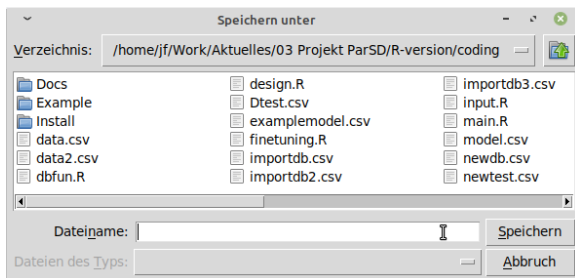 Speichern unter
Verzeichnis: /home/jf/Work/Aktuelles/03 Projekt ParSD/R-version/coding
Docs
Example
Install
data.csv
data2.csv
dbfun.R
design.R
Dtest.csv
examplemodel.csv
finetuning.R
importdb.csv
importdb2.csv
importdb3.csv
input.R
main.R
model.csv
newdb.csv
newtest.csv
Dateiname: Speichern
Dateien des Typs: Abbruch